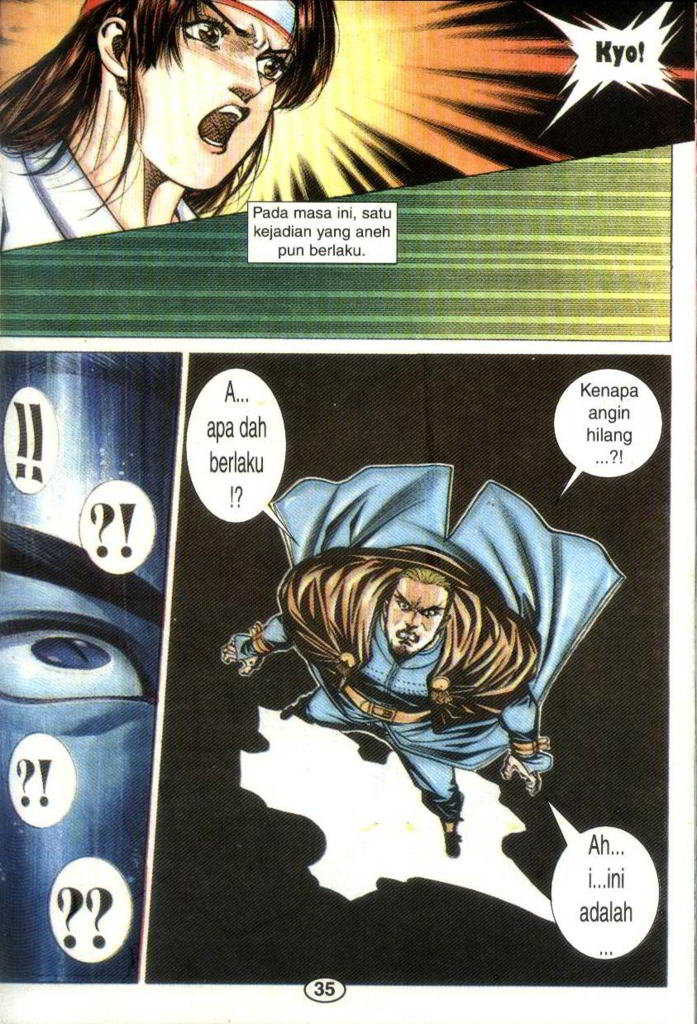 Kyo!
Pada masa ini, satu
kejadian yang aneh
pun berlaku.
!!
?!
?!
??
A...
apa dah
berlaku
!?
Kenapa
angin
hilang
...?!
Ah...
i...ini
adalah
...
35